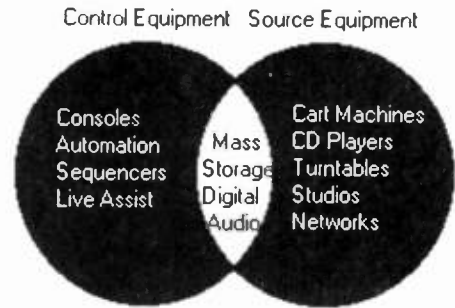 Control Equipment Source Equipment
Consoles
Automation
Sequencers
Live Assist
Mass
Storage
Digital
Audio
Cart Machines
CD Players
Turntables
Studios
Networks